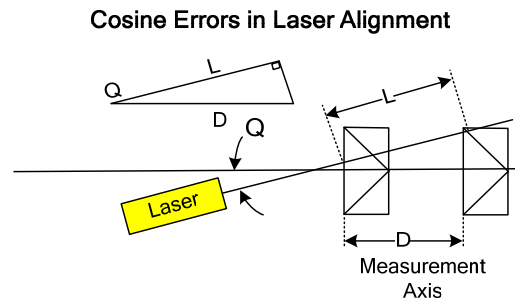 Cosine Errors in Laser Alignment
L
Q
D
Q
L
Laser
D
Measurement
Axis